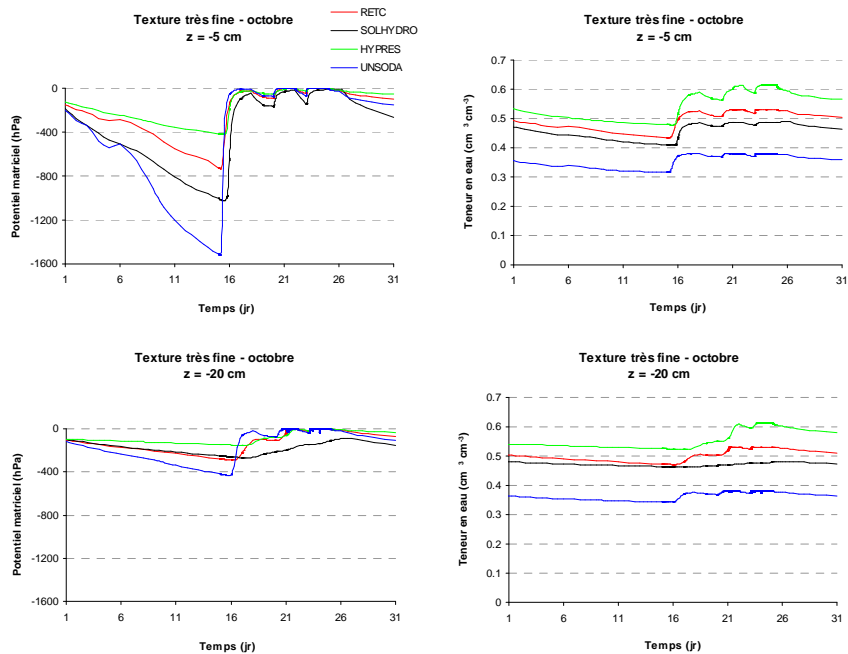 Texture très fine - octobre
z = -5 cm
RETC
SOLHYDRO
HYPRES
UNSODA
Potentiel matriciel (hPa)
0
-400
-800
-1200
-1600
1
6
11
16
21
26
31
Temps (jr)
Texture très fine - octobre
z = -5 cm
Teneur en eau (cm ³ cm⁻³)
0.7
0.6
0.5
0.4
0.3
0.2
0.1
0
1
6
11
16
21
26
31
Temps (jr)
Texture très fine - octobre
z = -20 cm
Potentiel matriciel (hPa)
0
-400
-800
-1200
-1600
1
6
11
16
21
26
31
Temps (jr)
Texture très fine - octobre
z = -20 cm
Teneur en eau (cm ³ cm⁻³)
0.7
0.6
0.5
0.4
0.3
0.2
0.1
0
1
6
11
16
21
26
31
Temps (jr)